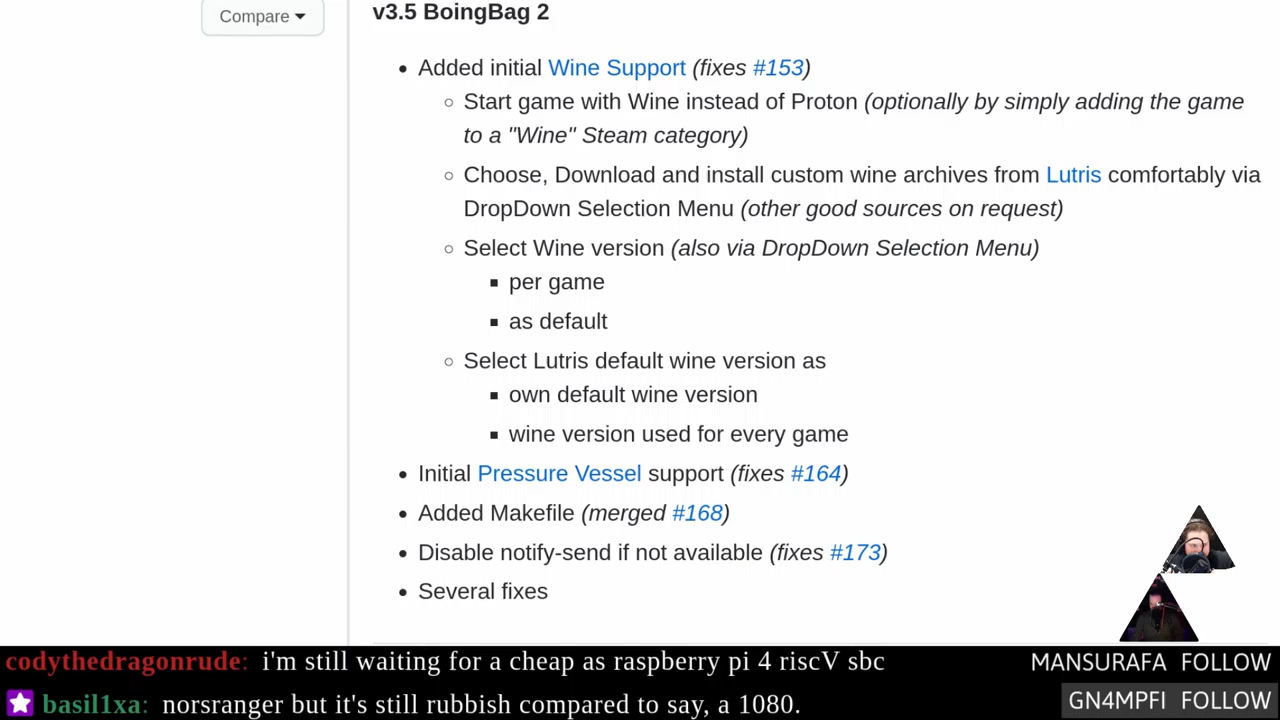 Compare
v3.5 BoingBag 2
Added initial Wine Support (fixes #153)
Start game with Wine instead of Proton (optionally by simply adding the game
to a "Wine" Steam category)
Choose, Download and install custom wine archives from Lutris comfortably via
DropDown Selection Menu (other good sources on request)
Select Wine version (also via DropDown Selection Menu)
per game
as default
Select Lutris default wine version as
own default wine version
wine version used for every game
Initial Pressure Vessel support (fixes #164)
Added Makefile (merged #168)
Disable notify-send if not available (fixes #173)
Several fixes
codythedragonrude: i'm still waiting for a cheap as raspberry pi 4 riscV sbc
MANSURAFA FOLLOW
basil1xa: norsranger but it's still rubbish compared to say, a 1080.
GN4MPFI FOLLOW